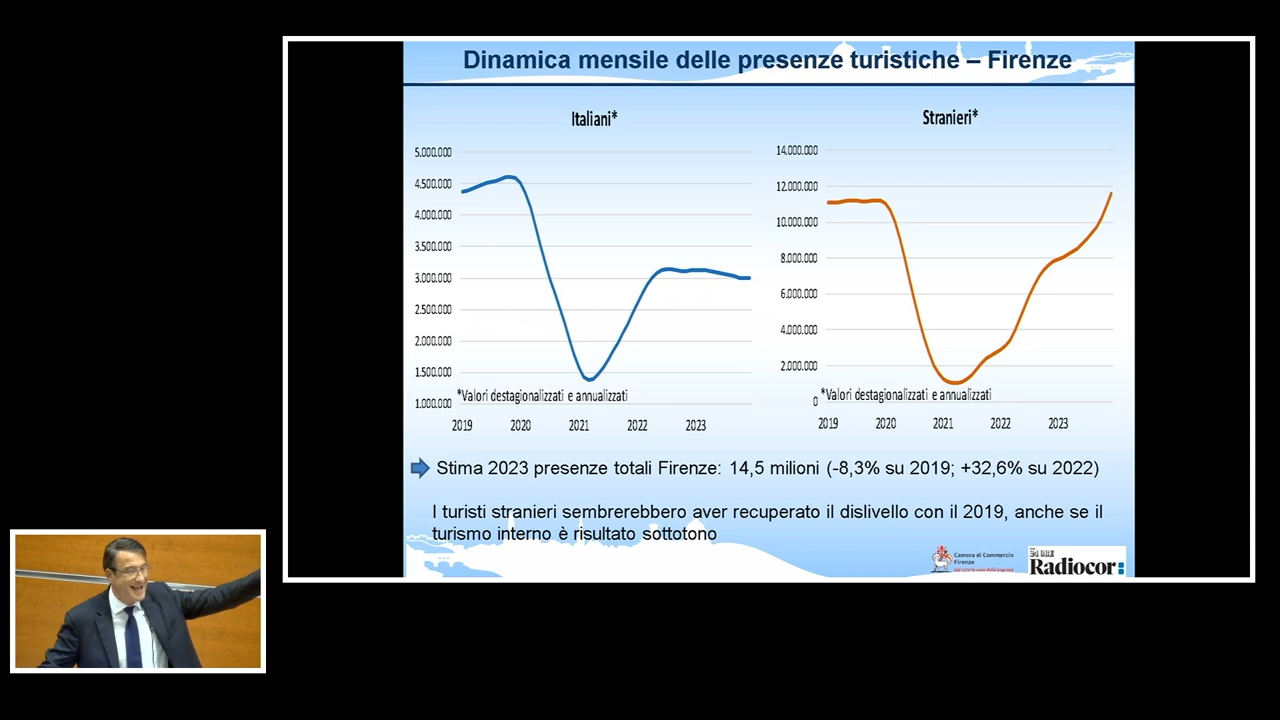 Dinamica mensile delle presenze turistiche – Firenze
Italiani*
5.000.000
4.500.000
4.000.000
3.500.000
3.000.000
2.500.000
2.000.000
1.500.000
1.000.000
*Valori destagionalizzati e annualizzati
2019 2020 2021 2022 2023
Stranieri*
14.000.000
12.000.000
10.000.000
8.000.000
6.000.000
4.000.000
2.000.000
0
*Valori destagionalizzati e annualizzati
2019 2020 2021 2022 2023
Stima 2023 presenze totali Firenze: 14,5 milioni (-8,3% su 2019; +32,6% su 2022)
I turisti stranieri sembrerebbero aver recuperato il dislivello con il 2019, anche se il
turismo interno è risultato sottotono
Camera di Commercio
Firenze
24 ORE
Radiocor